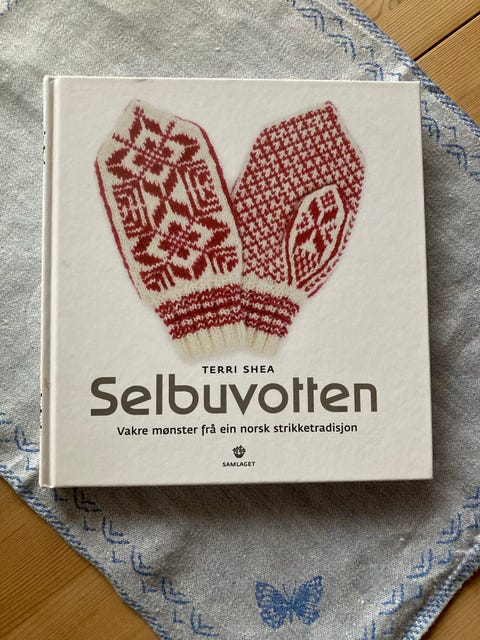 TERRI SHEA
Selbuvotten
Vakre mønster frå ein norsk strikketradisjon
SAMLAGET